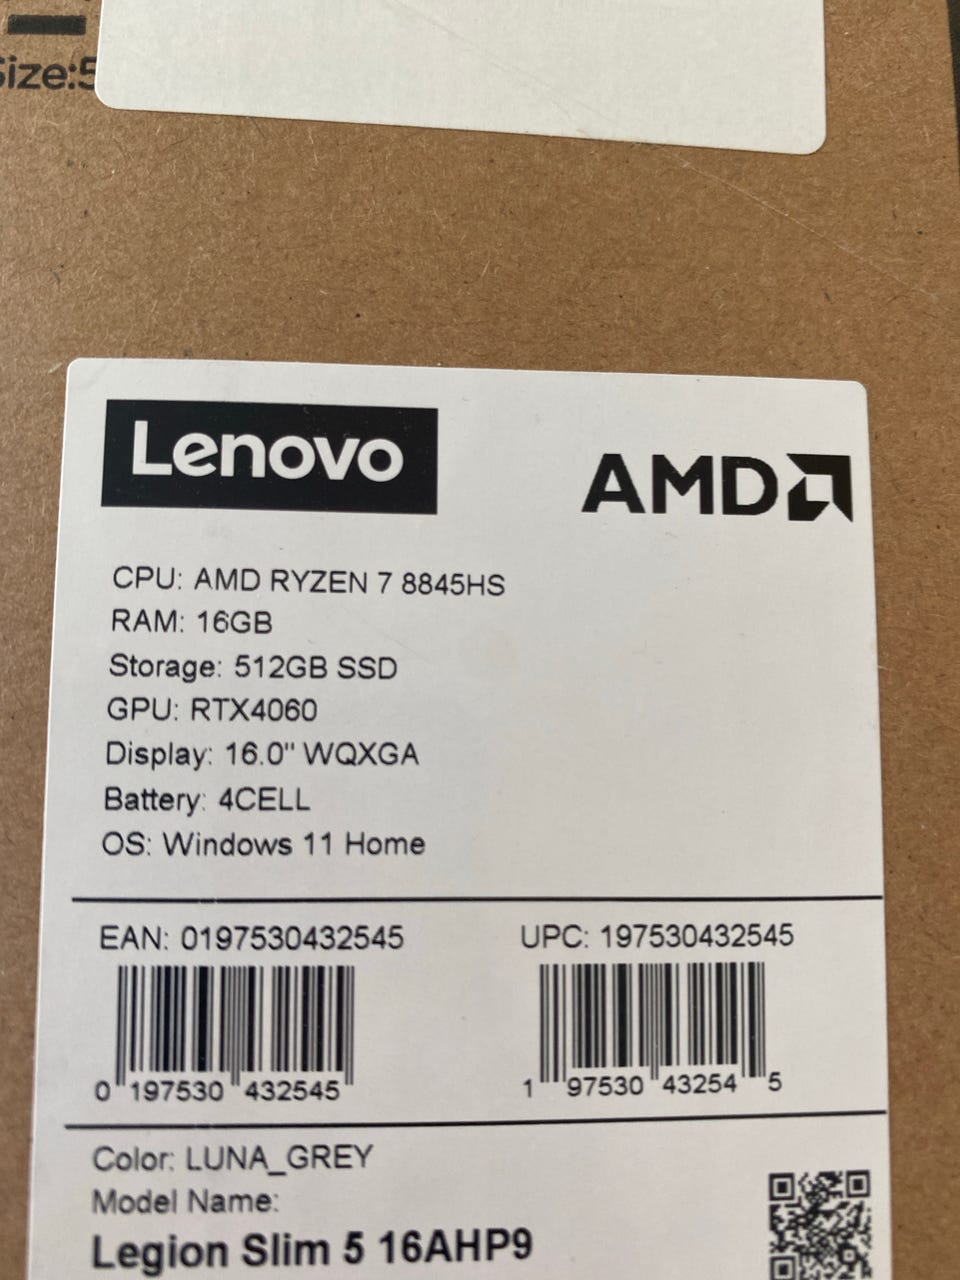 Size:5
Lenovo
AMD
CPU: AMD RYZEN 7 8845HS
RAM: 16GB
Storage: 512GB SSD
GPU: RTX4060
Display: 16.0" WQXGA
Battery: 4CELL
OS: Windows 11 Home
EAN: 0197530432545
UPC: 197530432545
0 197530 432545
1 97530 43254 5
Color: LUNA_GREY
Model Name:
Legion Slim 5 16AHP9